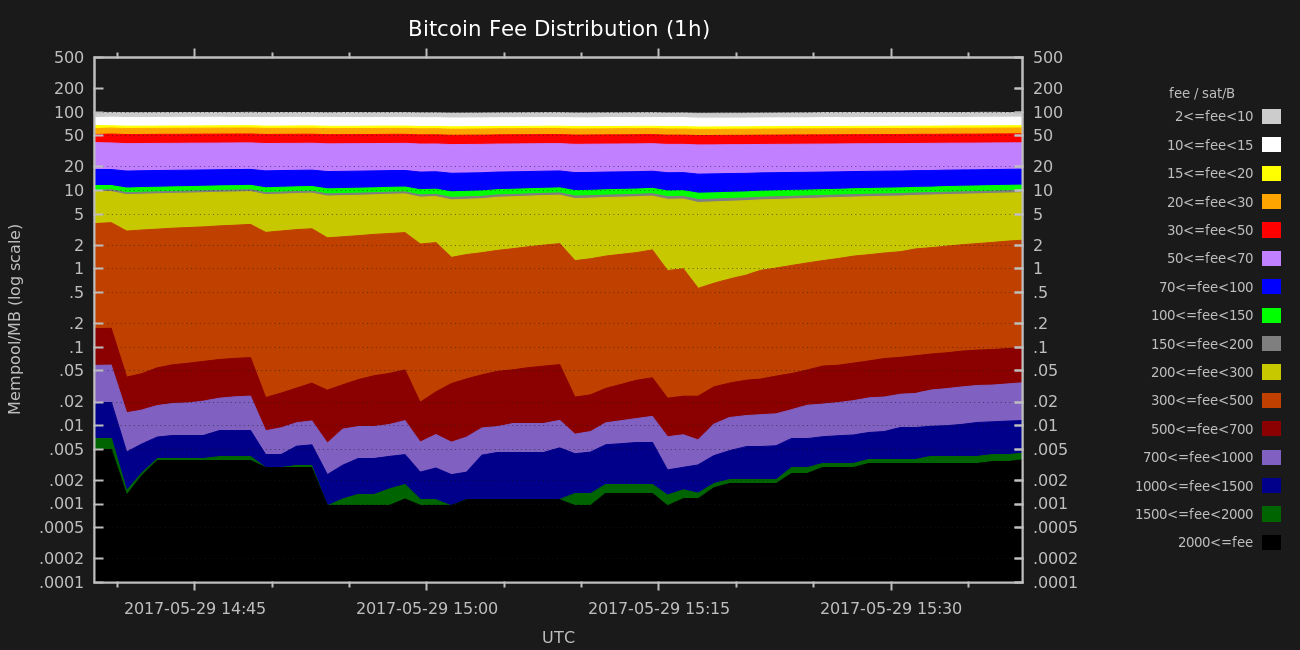 Bitcoin Fee Distribution (1h)
500
200
100
50
20
10
5
2
1
.5
.2
.1
.05
.02
.01
.005
.002
.001
.0005
.0002
.0001
Mempool/MB (log scale)
500
200
100
50
20
10
5
2
1
.5
.2
.1
.05
.02
.01
.005
.002
.001
.0005
.0002
.0001
2017-05-29 14:45
2017-05-29 15:00
2017-05-29 15:15
2017-05-29 15:30
UTC
fee / sat/B
2<=fee<10
10<=fee<15
15<=fee<20
20<=fee<30
30<=fee<50
50<=fee<70
70<=fee<100
100<=fee<150
150<=fee<200
200<=fee<300
300<=fee<500
500<=fee<700
700<=fee<1000
1000<=fee<1500
1500<=fee<2000
2000<=fee